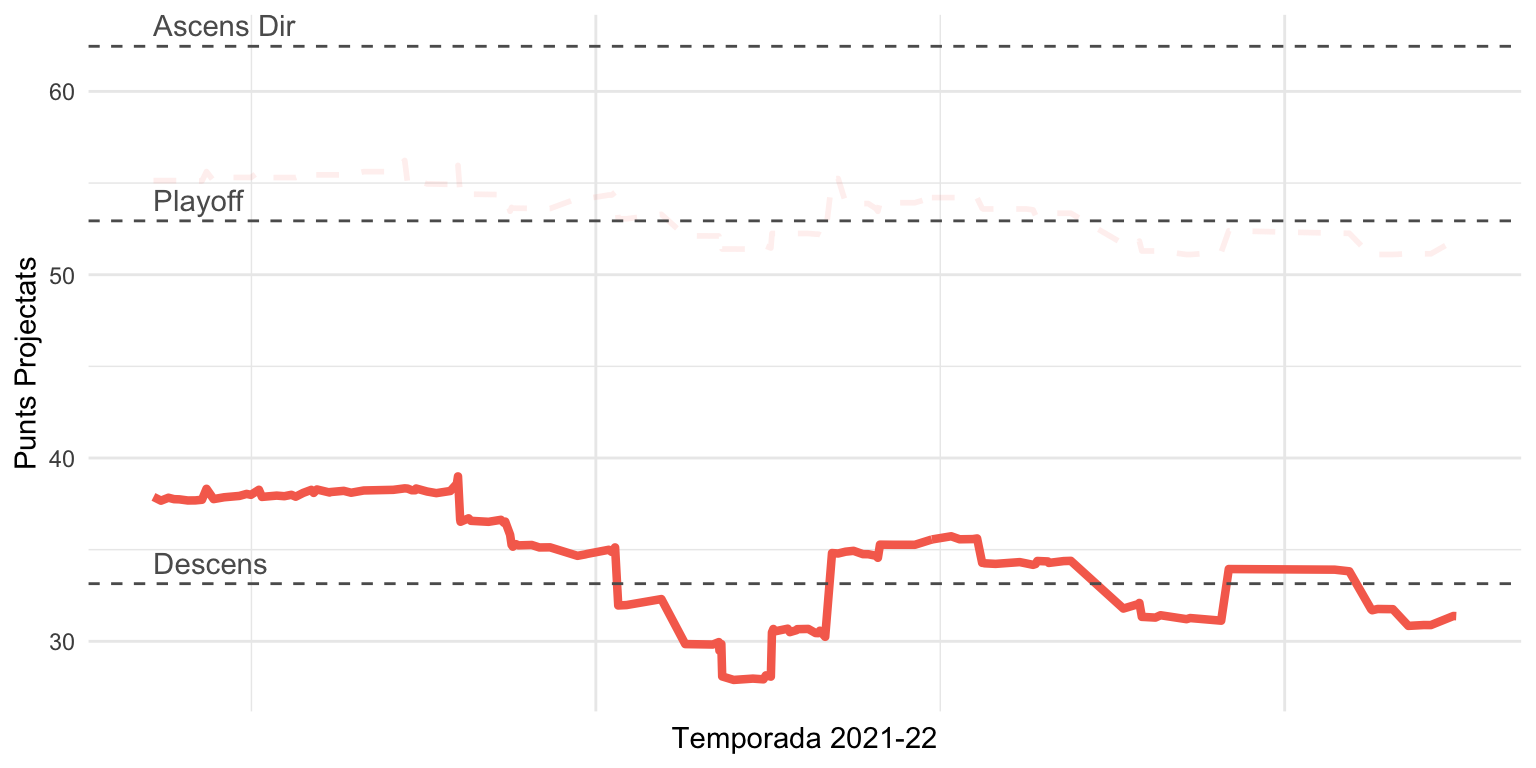 Ascens Dir
60
Playoff
50
Punts Projectats
40
Descens
30
Temporada 2021-22